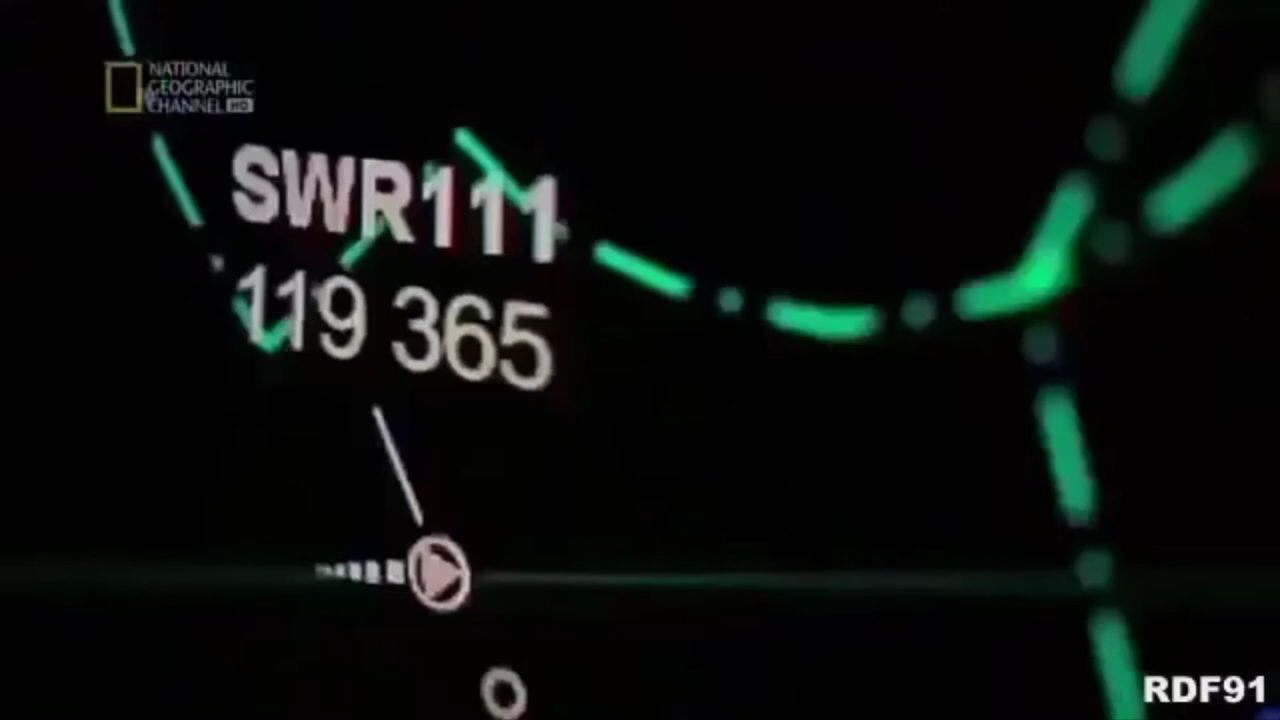 NATIONAL
GEOGRAPHIC
CHANNEL HD
SWR111
119 365
RDF91